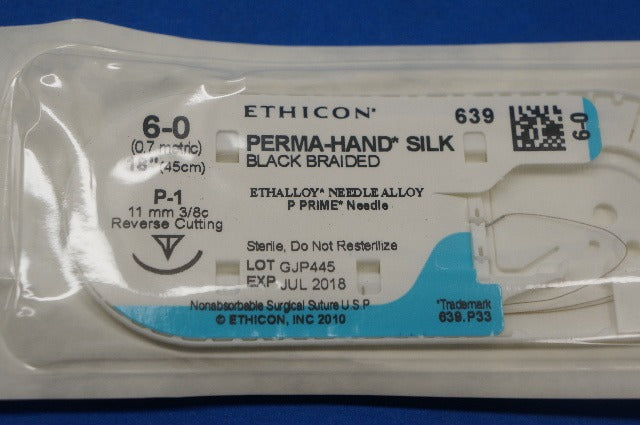 ETHICON*
639
6-0
6-0
(0.7 metric)
18" (45cm)
PERMA-HAND* SILK
BLACK BRAIDED
P-1
11 mm 3/8c
Reverse Cutting
ETHALLOY* NEEDLE ALLOY
P PRIME* Needle
Sterile, Do Not Resterilize
LOT GJP445
EXP JUL 2018
Nonabsorbable Surgical Suture U S P
© ETHICON, INC 2010
*Trademark
639.P33